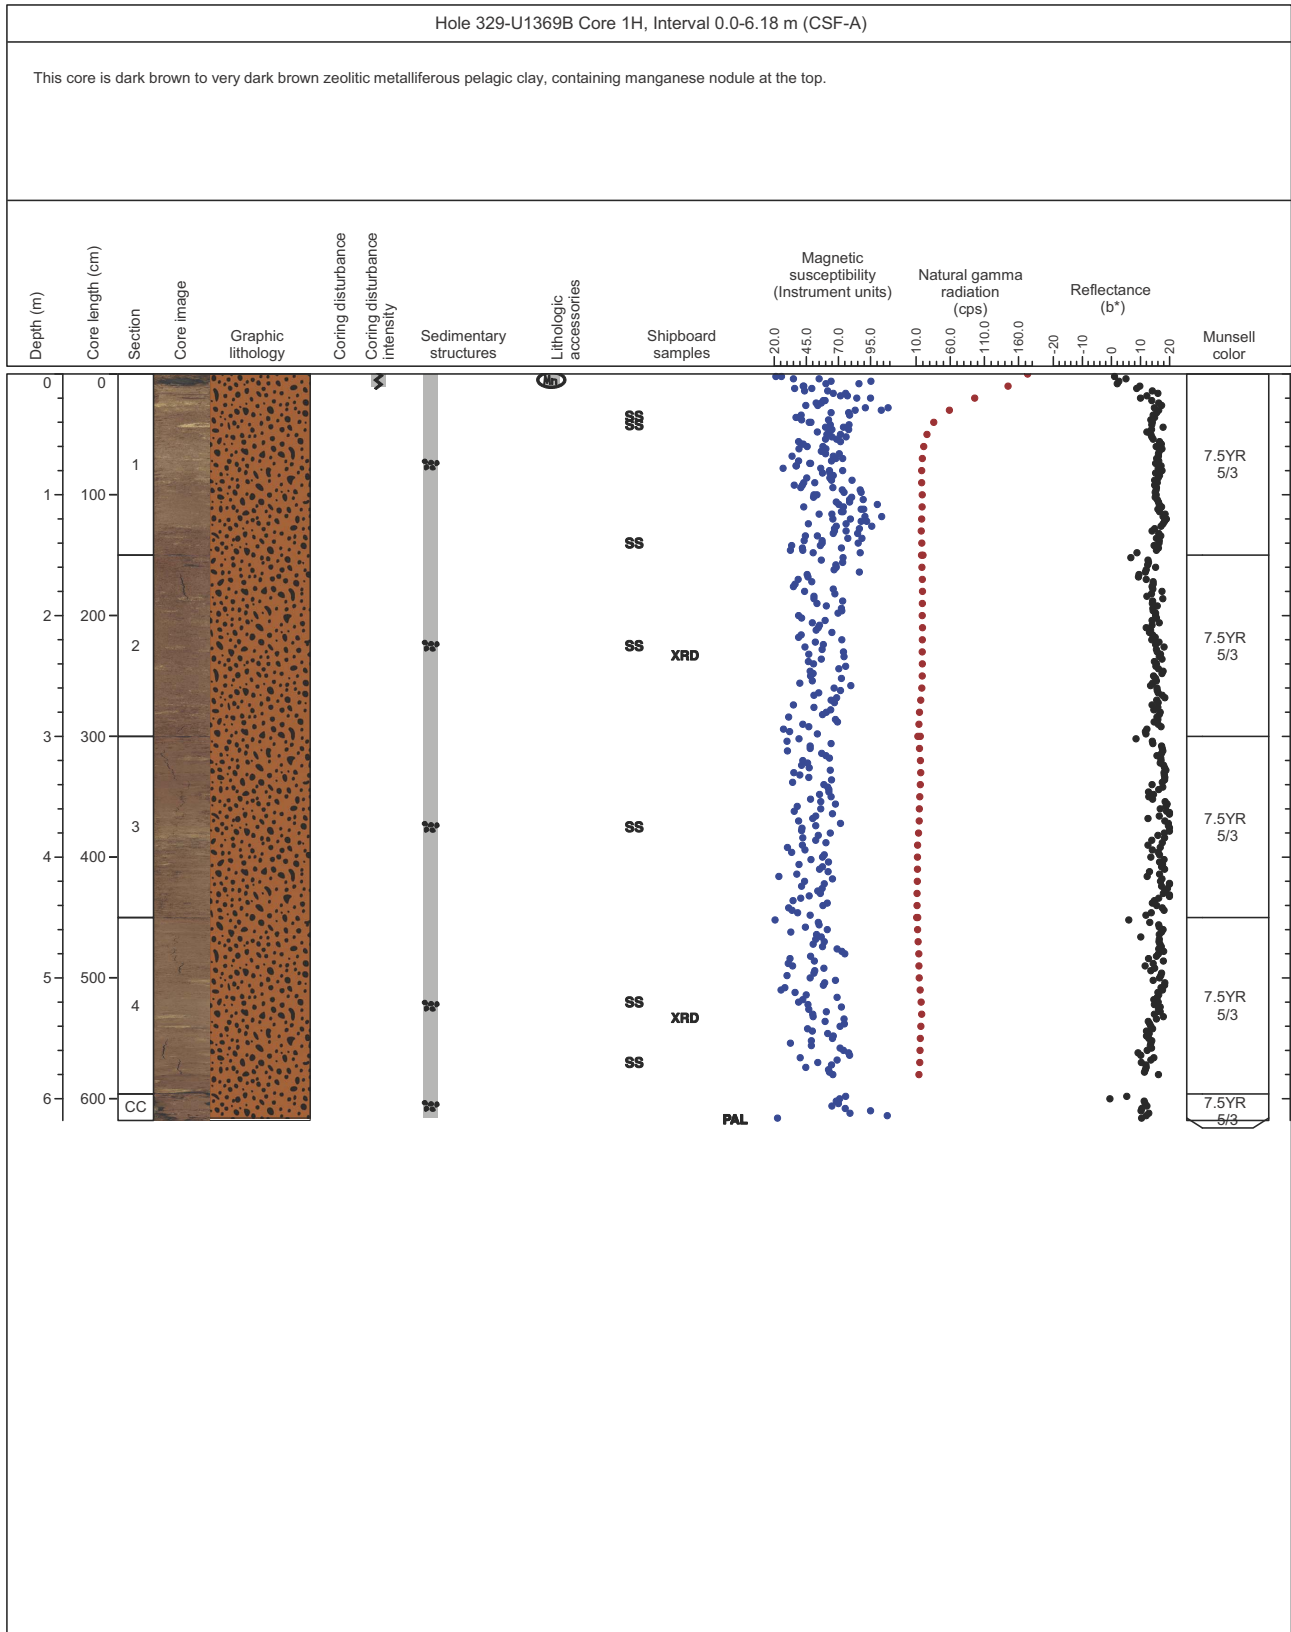 Hole 329-U1369B Core 1H, Interval 0.0-6.18 m (CSF-A)
This core is dark brown to very dark brown zeolitic metalliferous pelagic clay, containing manganese nodule at the top.
Depth (m)
Core length (cm)
Section
Core image
Graphic
lithology
Coring disturbance
Coring disturbance
intensity
Sedimentary
structures
Lithologic
accessories
Shipboard
samples
Magnetic
susceptibility
(Instrument units)
20.0 45.0 70.0 95.0
Natural gamma
radiation
(cps)
10.0 60.0 110.0 160.0
Reflectance
(b*)
-20 -10 0 10 20
Munsell
color
0 0 Mn
SS
SS
1 7.5YR
5/3
1 100
SS
2 200
2 SS 7.5YR
5/3
XRD
3 300
3 SS 7.5YR
5/3
4 400
5 500
4 SS 7.5YR
5/3
XRD
SS
6 600
CC 7.5YR
5/3
PAL